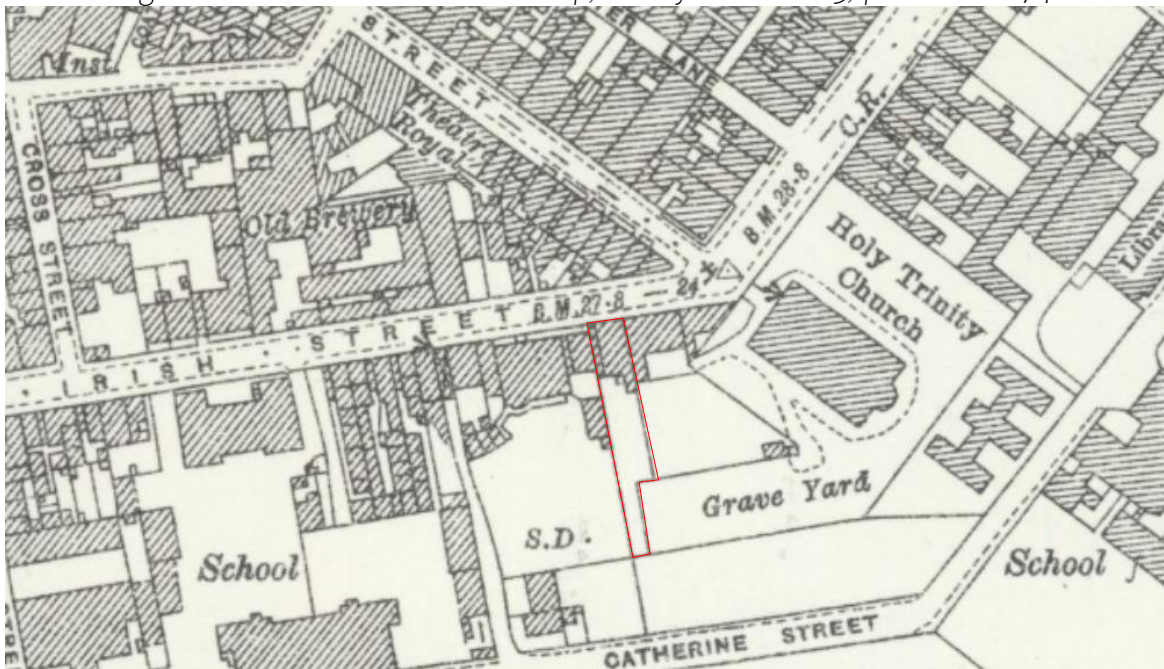 Inst.
STREET
LANE
Theatre
Royal
C.R.
CROSS STREET
Old Brewery
B.M. 28·8
Holy Trinity
Church
24
B.M. 27·8
IRISH STREET
Grave Yard
S.D.
School
School
CATHERINE STREET